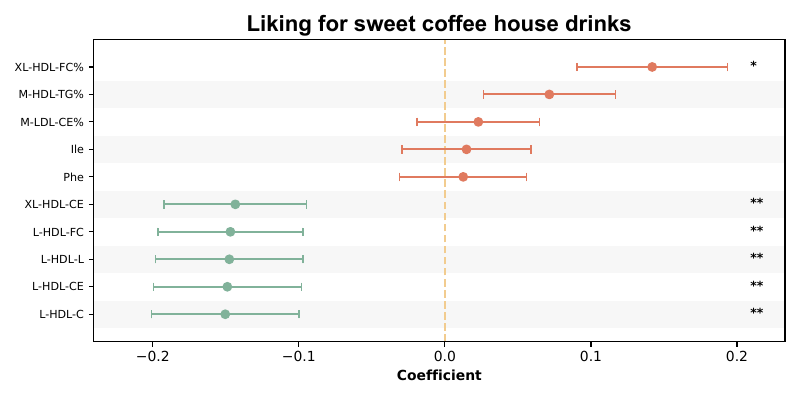 Liking for sweet coffee house drinks
XL-HDL-FC% *
M-HDL-TG%
M-LDL-CE%
Ile
Phe
XL-HDL-CE **
L-HDL-FC **
L-HDL-L **
L-HDL-CE **
L-HDL-C **
−0.2 −0.1 0.0 0.1 0.2
Coefficient